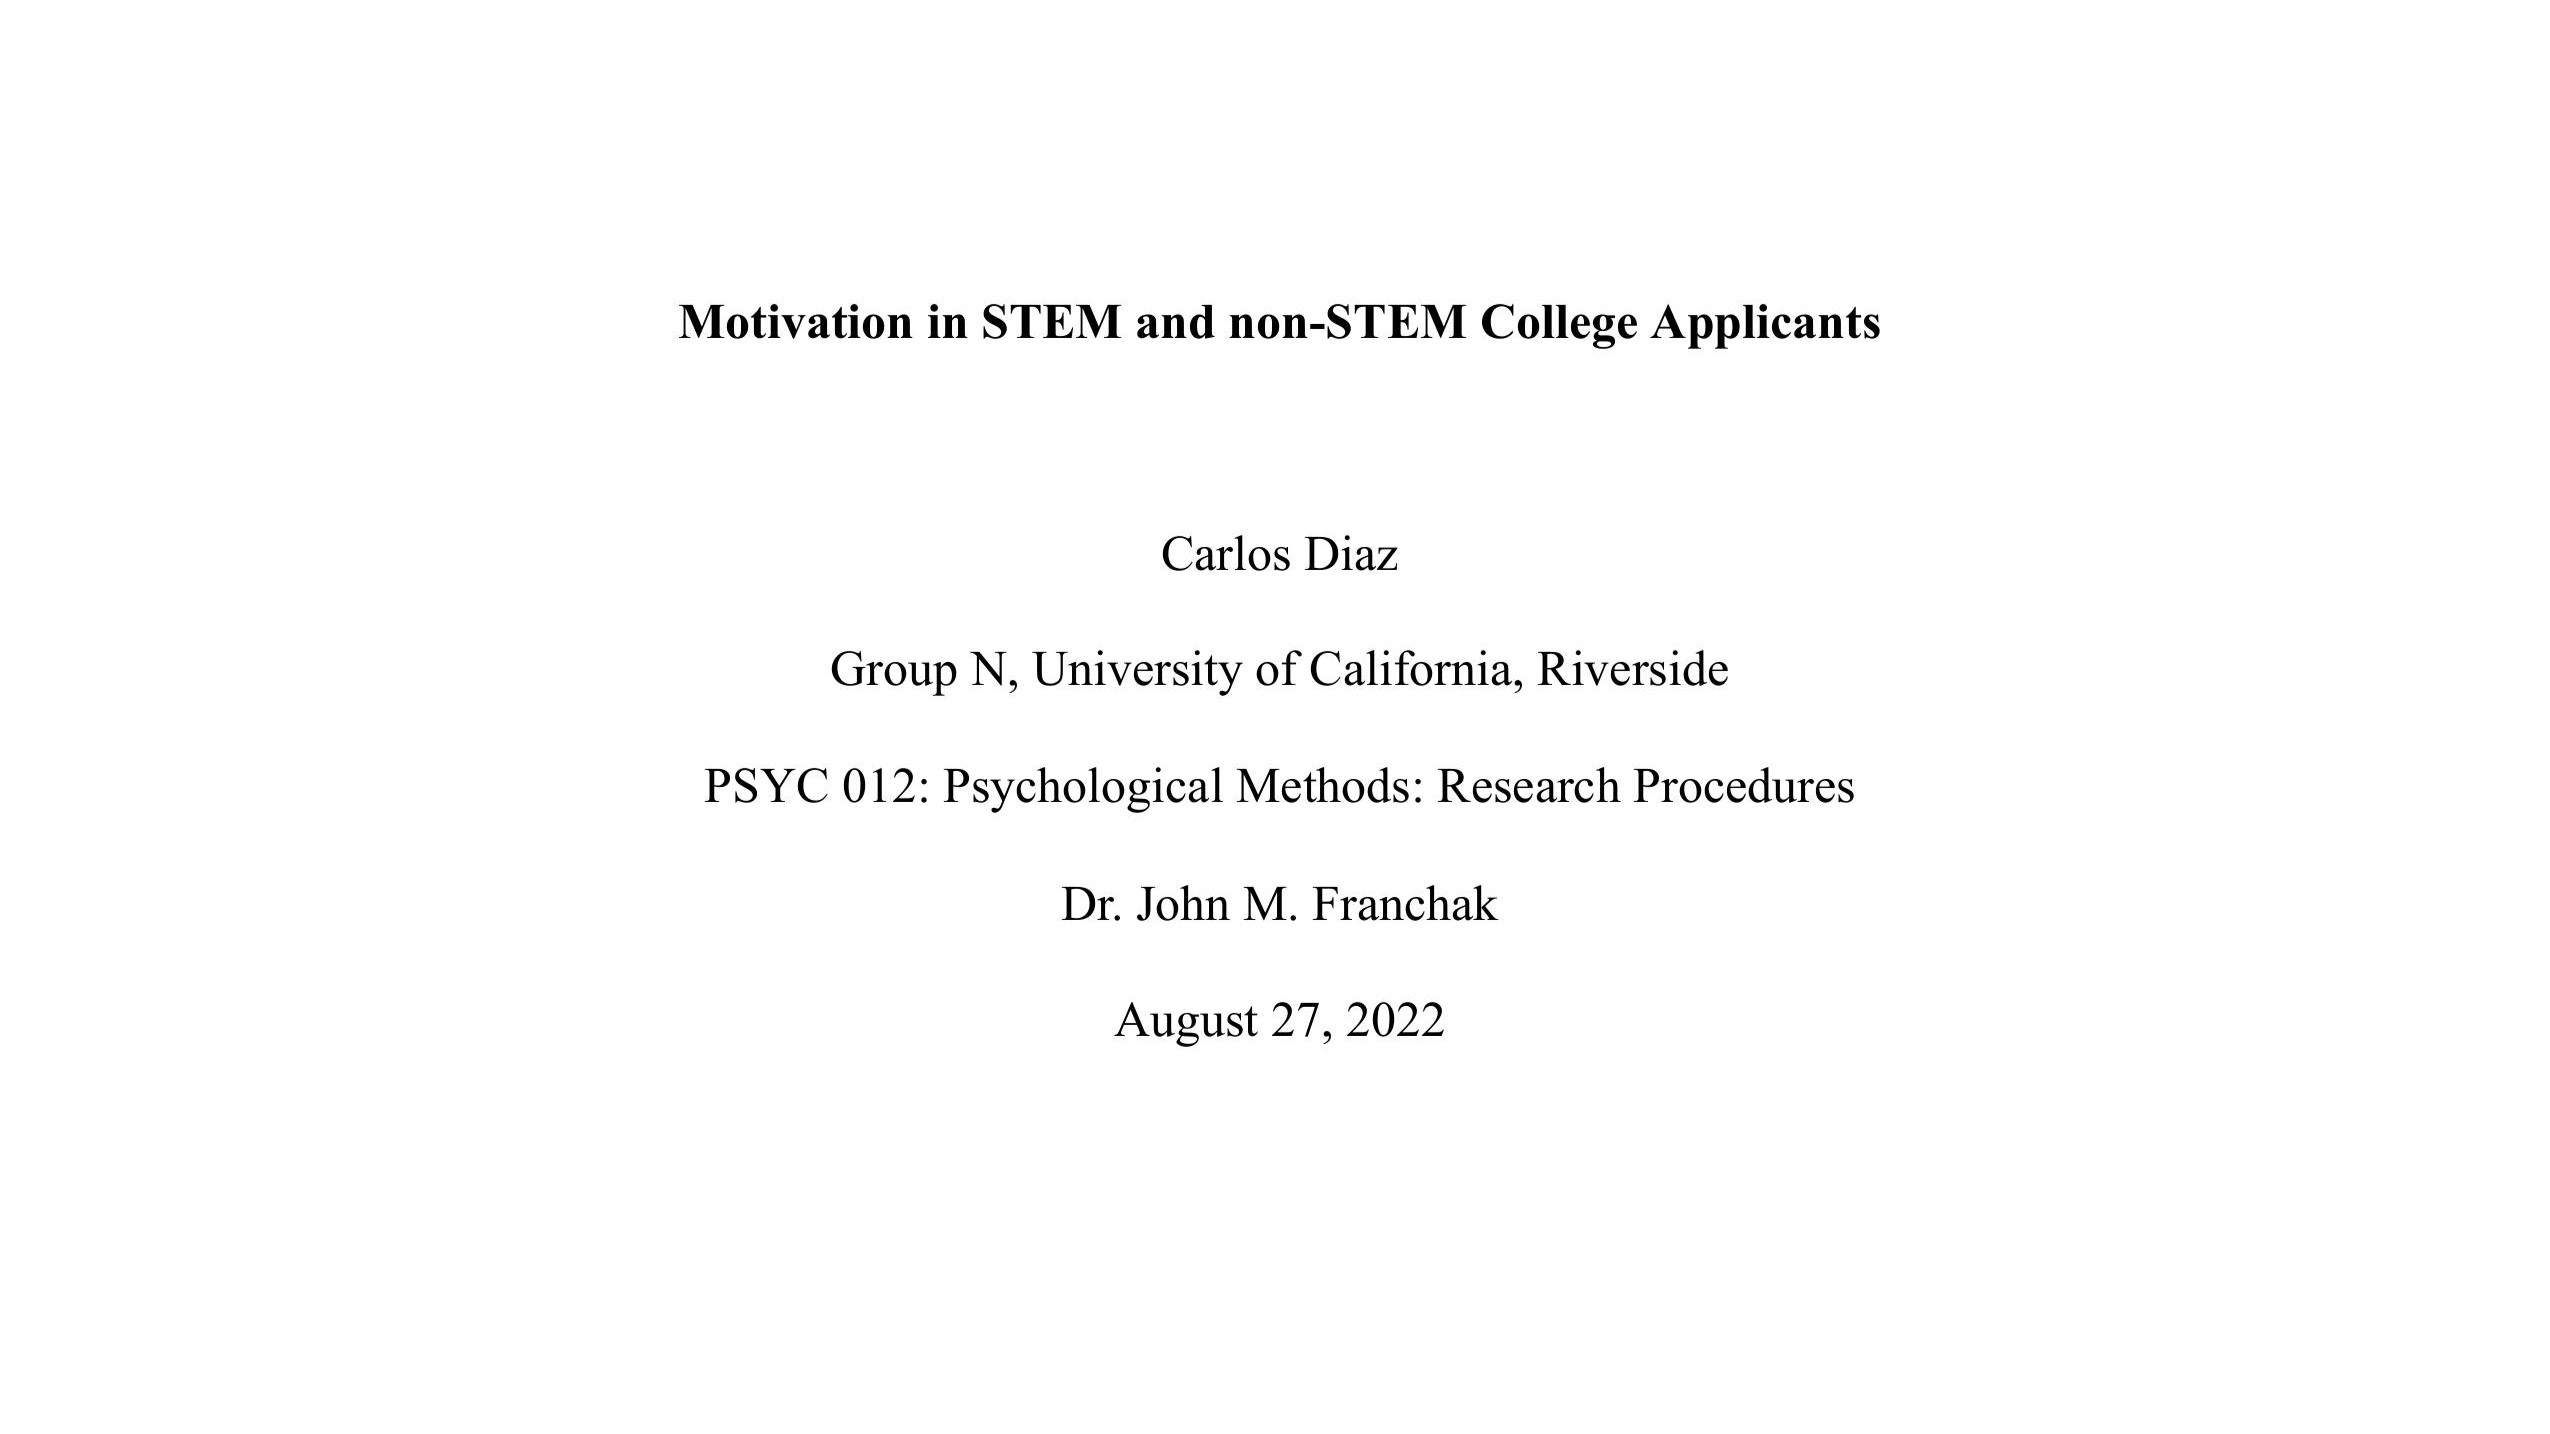 Motivation in STEM and non-STEM College Applicants
Carlos Diaz
Group N, University of California, Riverside
PSYC 012: Psychological Methods: Research Procedures
Dr. John M. Franchak
August 27, 2022